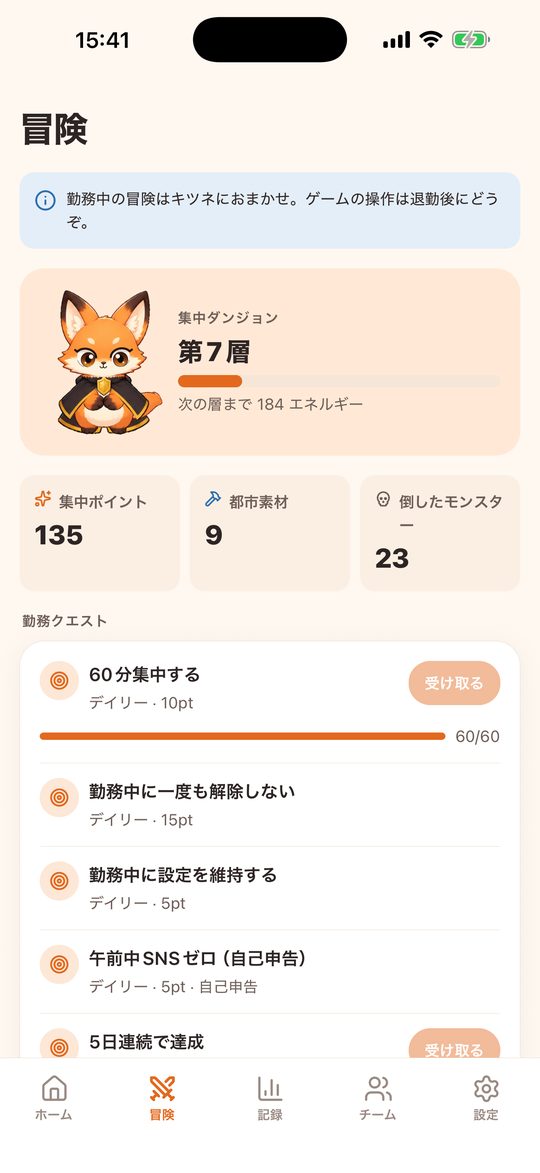 15:41
冒険
勤務中の冒険はキツネにおまかせ。ゲームの操作は退勤後にどう
ぞ。
集中ダンジョン
第7層
次の層まで 184 エネルギー
集中ポイント
135
都市素材
9
倒したモンスタ
ー
23
勤務クエスト
60分集中する
デイリー · 10pt
受け取る
60/60
勤務中に一度も解除しない
デイリー · 15pt
勤務中に設定を維持する
デイリー · 5pt
午前中SNSゼロ（自己申告）
デイリー · 5pt · 自己申告
5日連続で達成
受け取る
ホーム
冒険
記録
チーム
設定